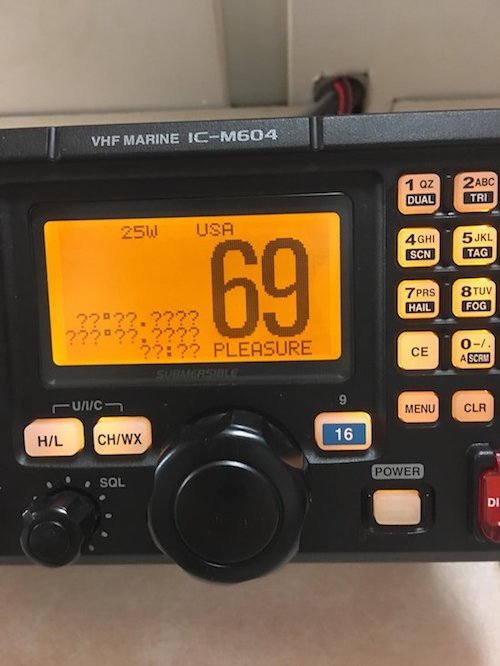 VHF MARINE IC-M604
25W USA
69
??°??.????
???°??.????
??:??
PLEASURE
SUBMERSIBLE
1 QZ
DUAL
2 ABC
TRI
4 GHI
SCN
5 JKL
TAG
7 PRS
HAIL
8 TUV
FOG
CE
0-/.
A SCRM
MENU
CLR
U/I/C
H/L
CH/WX
9
16
SQL
POWER
DI